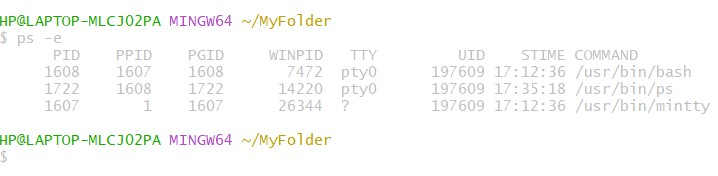 HP@LAPTOP-MLCJ02PA MINGW64 ~/MyFolder
$ ps -e
PID PPID PGID WINPID TTY UID STIME COMMAND
1608 1607 1608 7472 pty0 197609 17:12:36 /usr/bin/bash
1722 1608 1722 14220 pty0 197609 17:35:18 /usr/bin/ps
1607 1 1607 26344 ? 197609 17:12:36 /usr/bin/mintty
HP@LAPTOP-MLCJ02PA MINGW64 ~/MyFolder
$